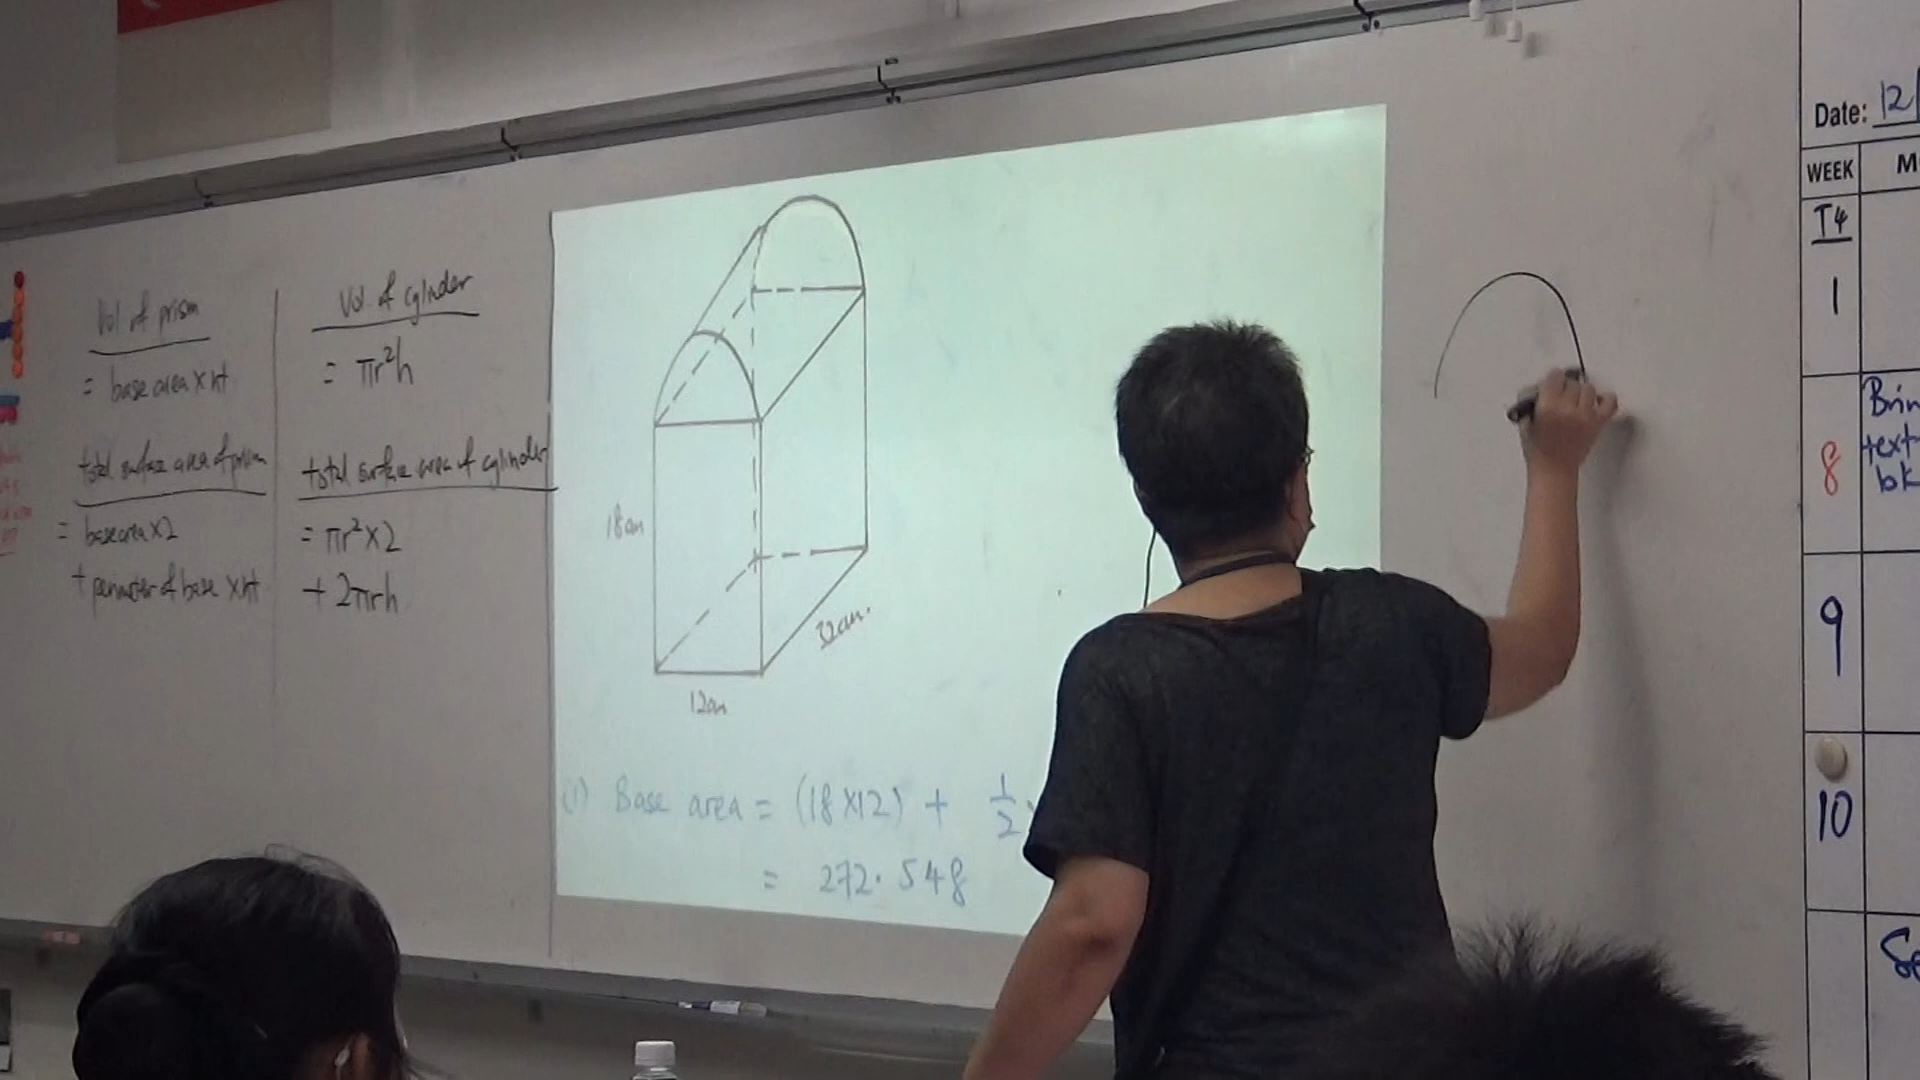 Vol of prism
= base area x ht
total surface area of prism
= base area x 2
+ perimeter of base x ht
Vol. of cylinder
= πr²h
total surface area of cylinder
= πr² x 2
+ 2πrh
18cm
12cm
32cm.
(i) Base area = (18 x 12) + 1/2
= 272.548
Date: 12/
WEEK M
T4
1
8 Brin
text
bk
9
10